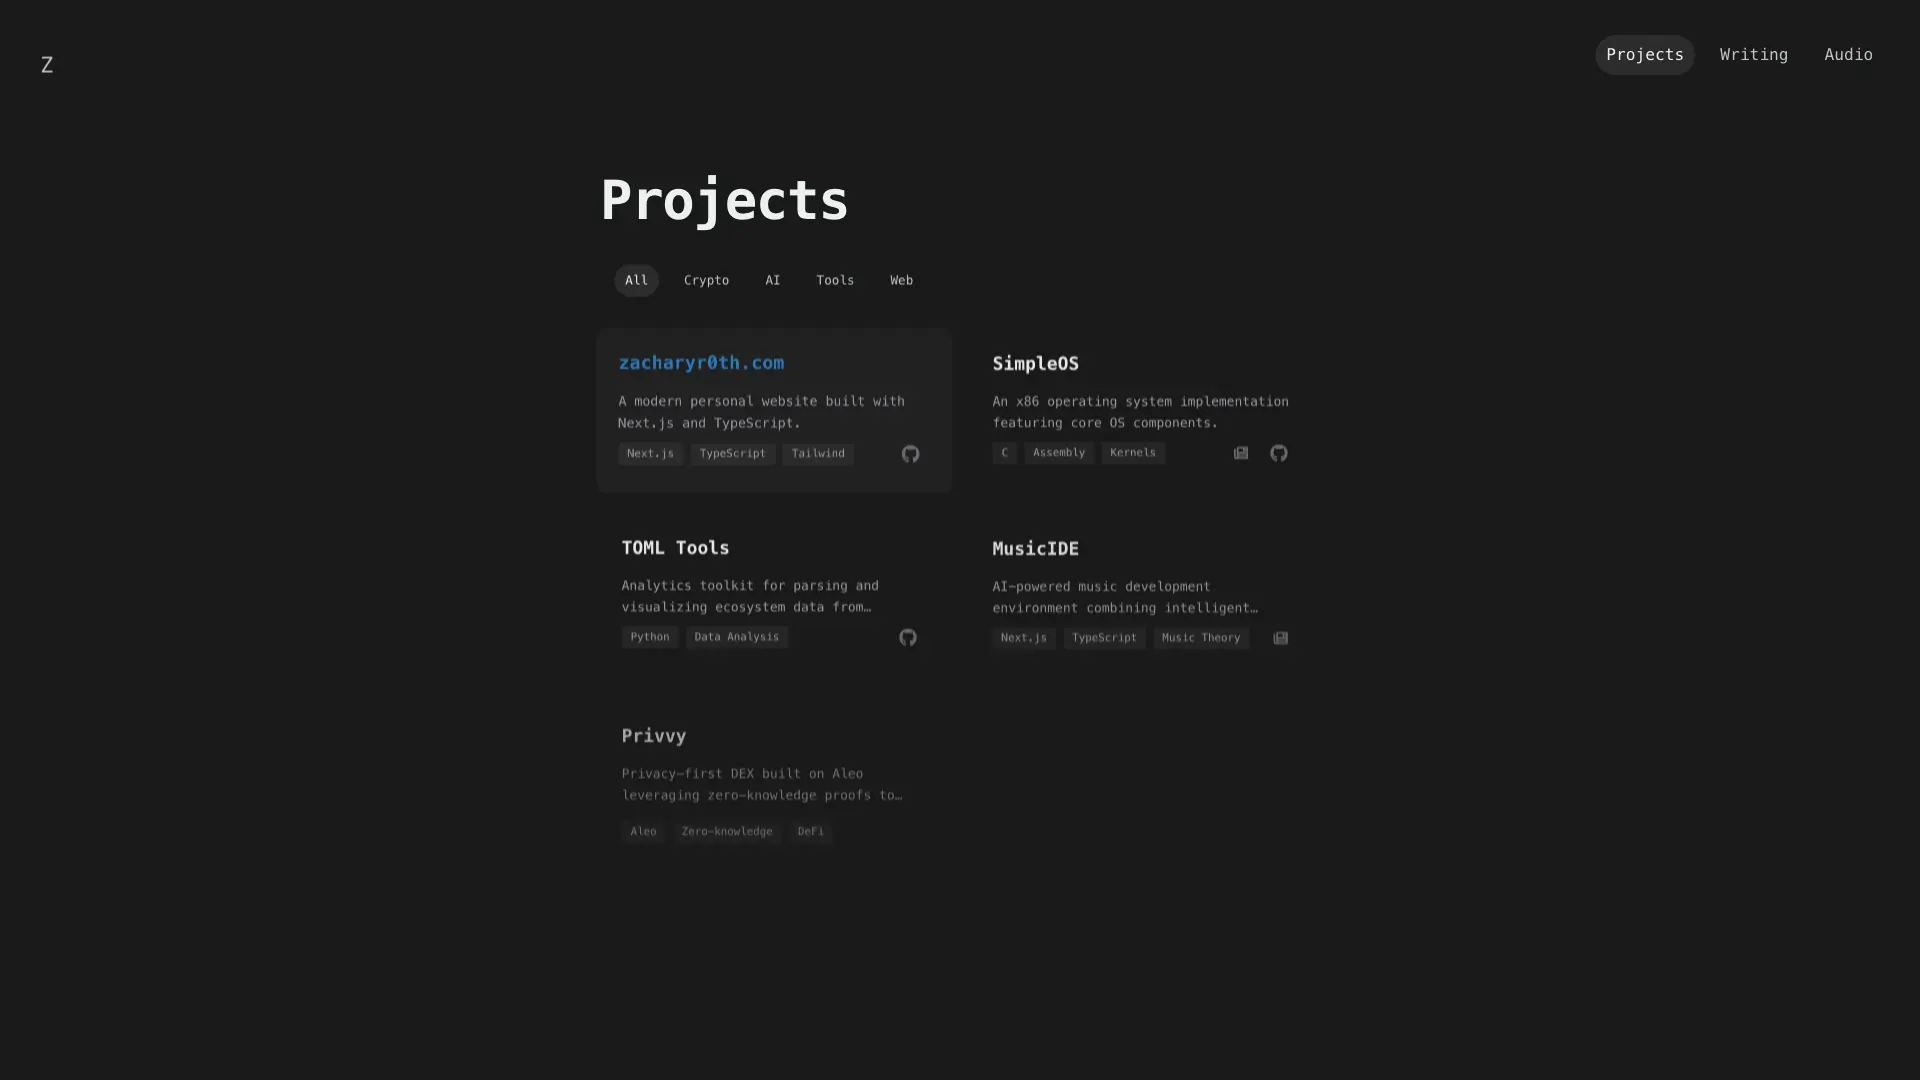 Z
Projects Writing Audio
Projects
All Crypto AI Tools Web
zacharyr0th.com
A modern personal website built with
Next.js and TypeScript.
Next.js TypeScript Tailwind
SimpleOS
An x86 operating system implementation
featuring core OS components.
C Assembly Kernels
TOML Tools
Analytics toolkit for parsing and
visualizing ecosystem data from…
Python Data Analysis
MusicIDE
AI-powered music development
environment combining intelligent…
Next.js TypeScript Music Theory
Privvy
Privacy-first DEX built on Aleo
leveraging zero-knowledge proofs to…
Aleo Zero-knowledge DeFi